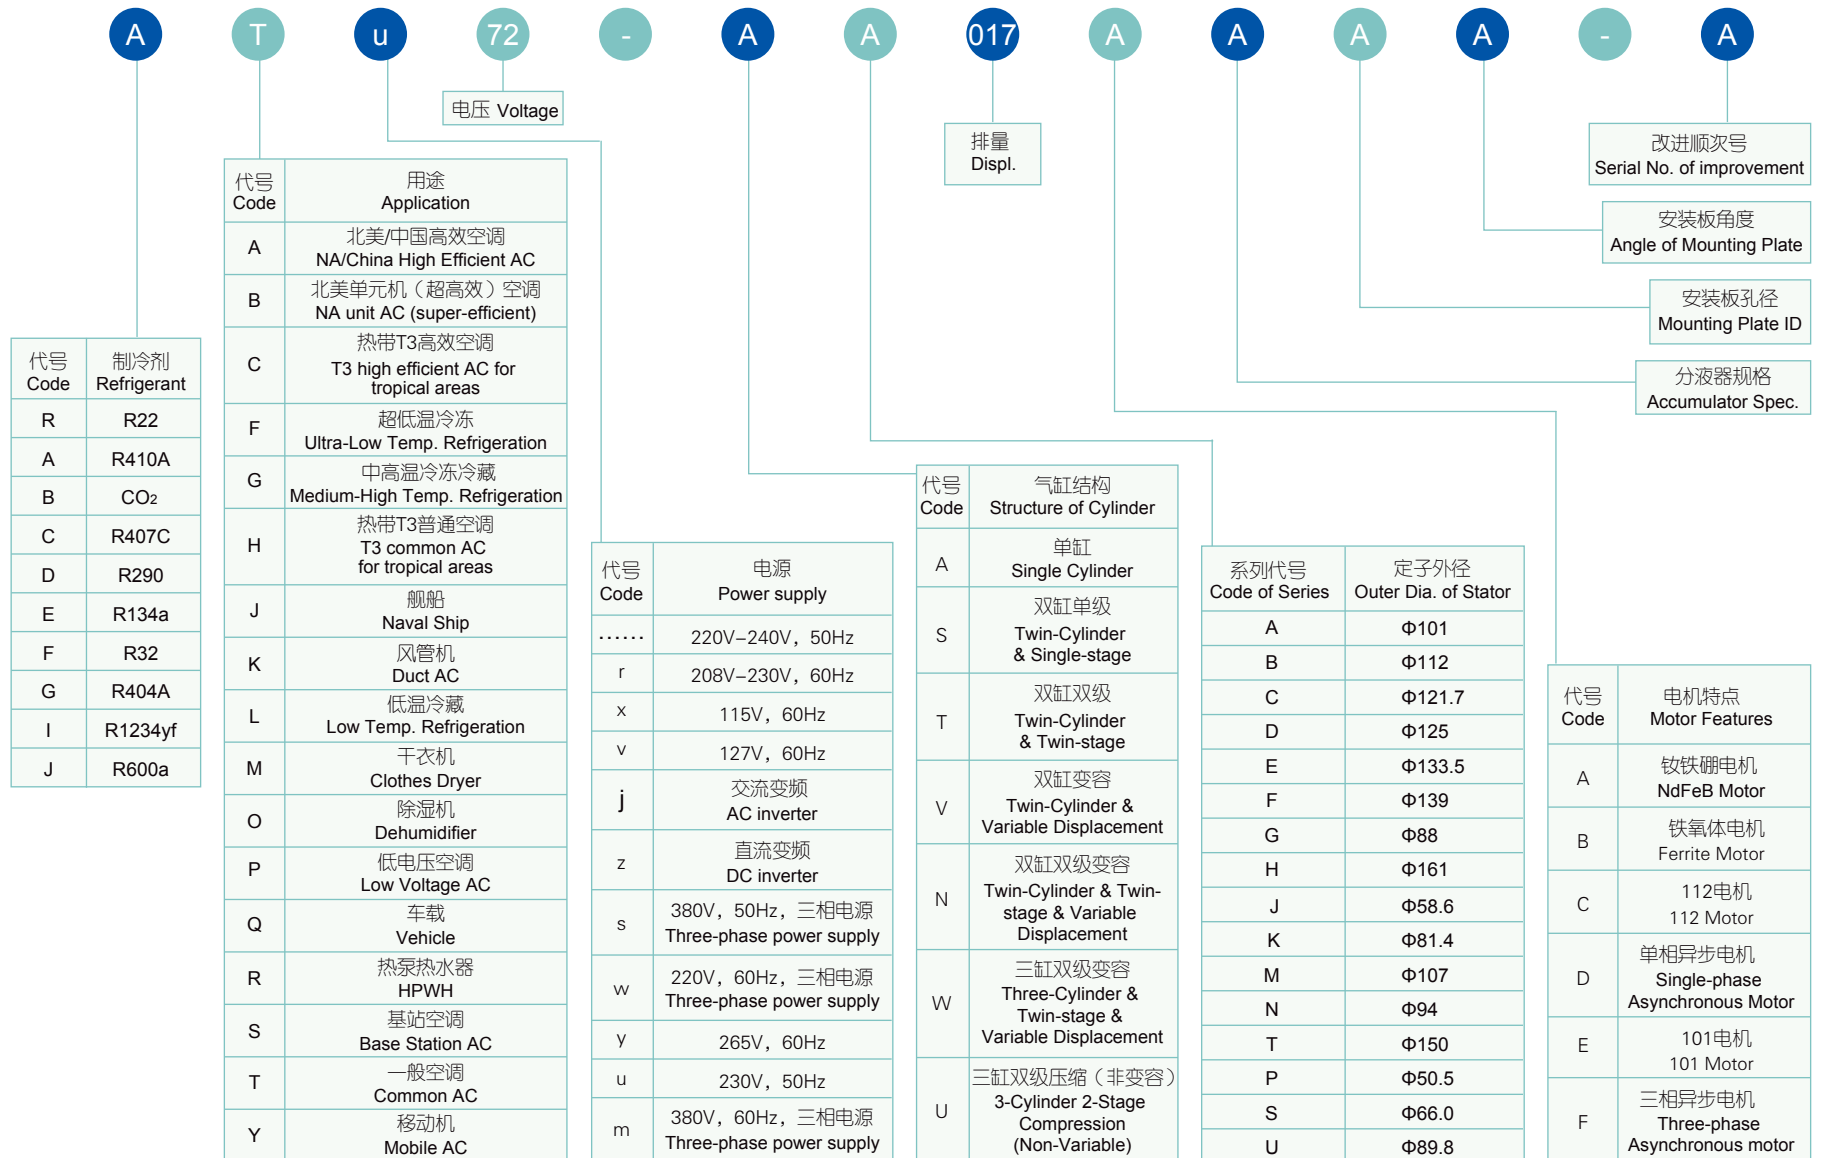 A T u 72 - A A 017 A A A A - A
电压 Voltage
排量
Displ.
改进顺次号
Serial No. of improvement
安装板角度
Angle of Mounting Plate
安装板孔径
Mounting Plate ID
分液器规格
Accumulator Spec.
代号 制冷剂
Code Refrigerant
R R22
A R410A
B CO2
C R407C
D R290
E R134a
F R32
G R404A
I R1234yf
J R600a
代号 用途
Code Application
A 北美/中国高效空调
NA/China High Efficient AC
B 北美单元机（超高效）空调
NA unit AC (super-efficient)
C 热带T3高效空调
T3 high efficient AC for
tropical areas
F 超低温冷冻
Ultra-Low Temp. Refrigeration
G 中高温冷冻冷藏
Medium-High Temp. Refrigeration
H 热带T3普通空调
T3 common AC
for tropical areas
J 舰船
Naval Ship
K 风管机
Duct AC
L 低温冷藏
Low Temp. Refrigeration
M 干衣机
Clothes Dryer
O 除湿机
Dehumidifier
P 低电压空调
Low Voltage AC
Q 车载
Vehicle
R 热泵热水器
HPWH
S 基站空调
Base Station AC
T 一般空调
Common AC
Y 移动机
Mobile AC
代号 电源
Code Power supply
…… 220V–240V, 50Hz
r 208V–230V, 60Hz
x 115V, 60Hz
v 127V, 60Hz
j 交流变频
AC inverter
z 直流变频
DC inverter
s 380V, 50Hz, 三相电源
Three-phase power supply
w 220V, 60Hz, 三相电源
Three-phase power supply
y 265V, 60Hz
u 230V, 50Hz
m 380V, 60Hz, 三相电源
Three-phase power supply
代号 气缸结构
Code Structure of Cylinder
A 单缸
Single Cylinder
S 双缸单级
Twin-Cylinder
& Single-stage
T 双缸双级
Twin-Cylinder
& Twin-stage
V 双缸变容
Twin-Cylinder &
Variable Displacement
N 双缸双级变容
Twin-Cylinder & Twin-
stage & Variable
Displacement
W 三缸双级变容
Three-Cylinder &
Twin-stage &
Variable Displacement
U 三缸双级压缩（非变容）
3-Cylinder 2-Stage
Compression
(Non-Variable)
系列代号 定子外径
Code of Series Outer Dia. of Stator
A Φ101
B Φ112
C Φ121.7
D Φ125
E Φ133.5
F Φ139
G Φ88
H Φ161
J Φ58.6
K Φ81.4
M Φ107
N Φ94
T Φ150
P Φ50.5
S Φ66.0
U Φ89.8
代号 电机特点
Code Motor Features
A 钕铁硼电机
NdFeB Motor
B 铁氧体电机
Ferrite Motor
C 112电机
112 Motor
D 单相异步电机
Single-phase
Asynchronous Motor
E 101电机
101 Motor
F 三相异步电机
Three-phase
Asynchronous motor